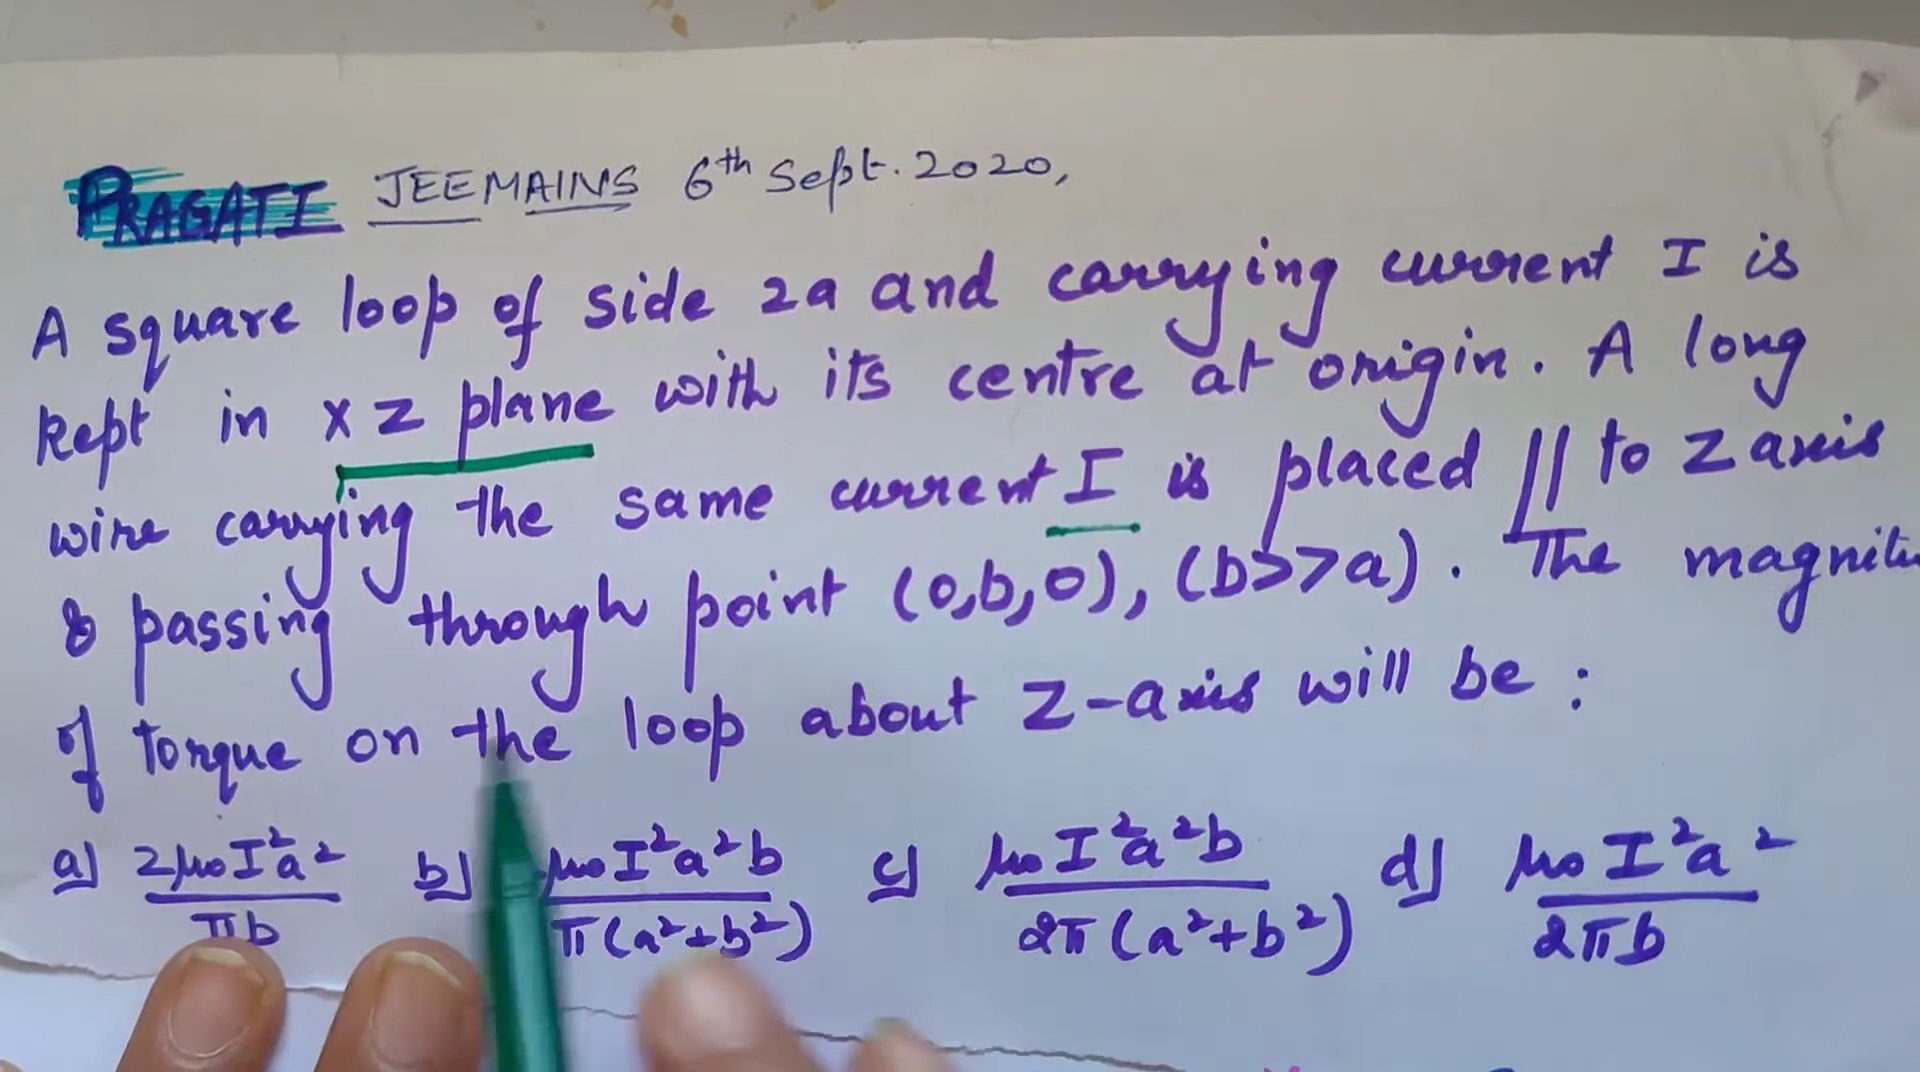 PRAGATI JEEMAINS 6th Sept. 2020,
A square loop of side 2a and carrying current I is
kept in XZ plane with its centre at origin. A long
wire carrying the same current I is placed // to Z axis
& passing through point (0,b,0), (b>>a). The magnitu
of torque on the loop about Z-axis will be :
a) 2μ₀I²a²/πb b) μ₀I²a²b/π(a²+b²) c) μ₀I²a²b/2π(a²+b²) d) μ₀I²a²/2πb